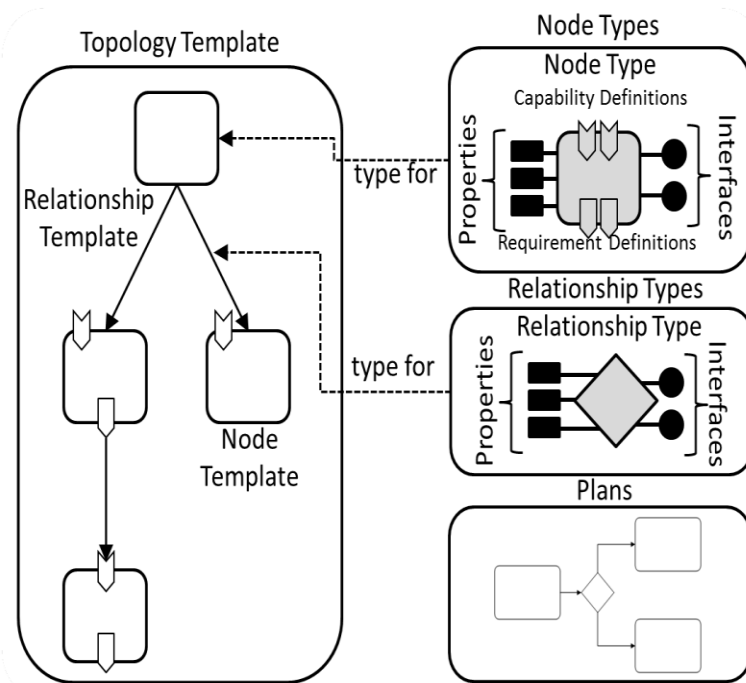 Topology Template
Relationship
Template
Node
Template
type for
type for
Node Types
Node Type
Capability Definitions
Properties
Interfaces
Requirement Definitions
Relationship Types
Relationship Type
Properties
Interfaces
Plans